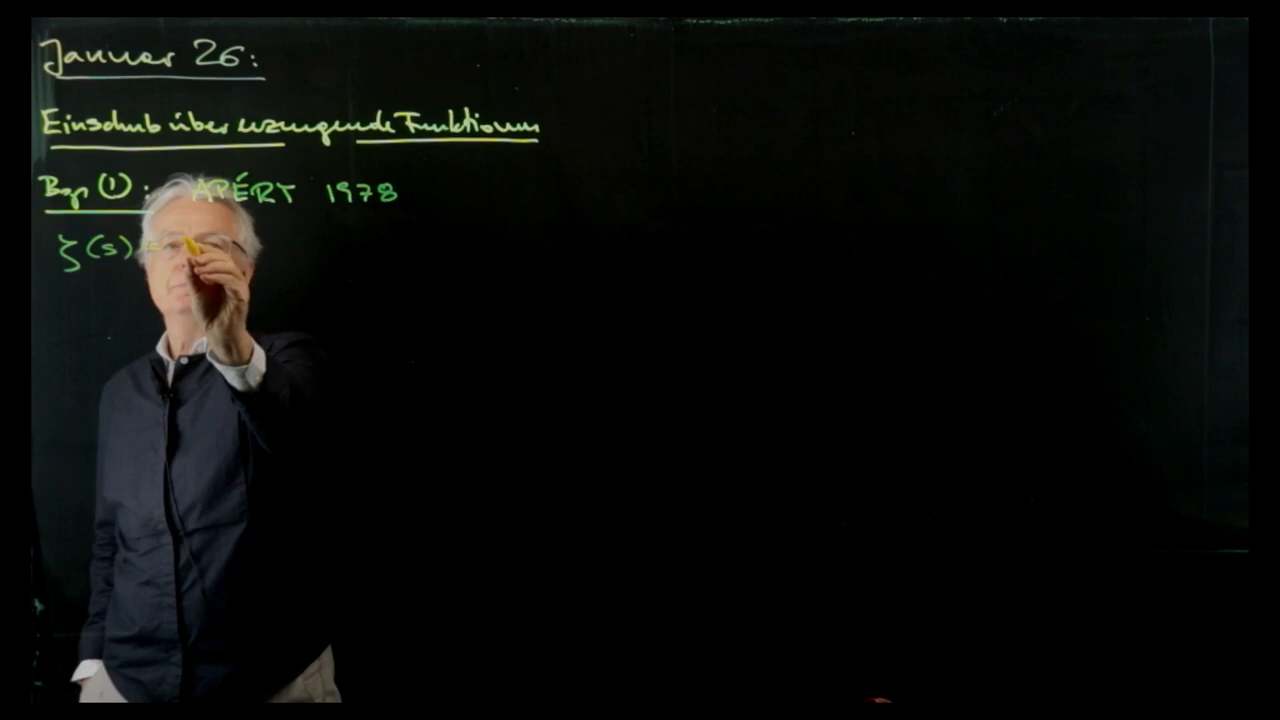 Januar 26:
Einschub über erzeugende Funktionen
Bsp (1): APÉRY 1978
ζ(s) =